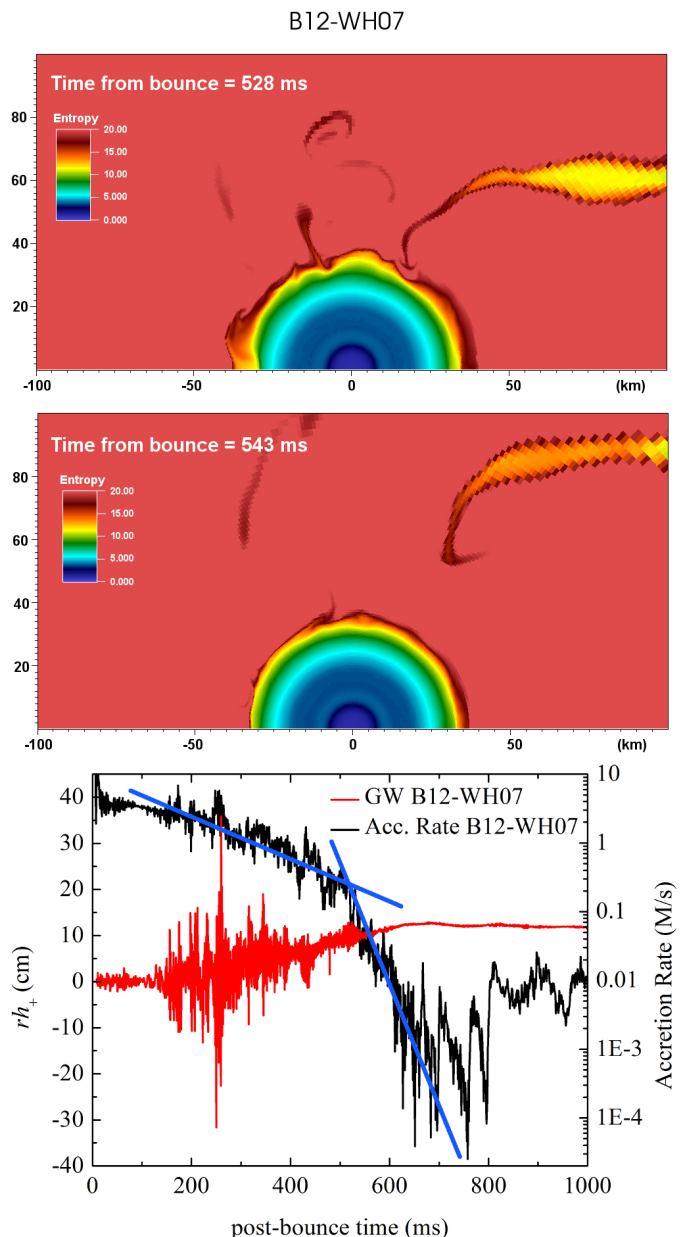 B12-WH07
Time from bounce = 528 ms
Entropy
20.00
15.00
10.00
5.000
0.000
80
60
40
20
-100
-50
0
50
(km)
Time from bounce = 543 ms
Entropy
20.00
15.00
10.00
5.000
0.000
80
60
40
20
-100
-50
0
50
(km)
GW B12-WH07
Acc. Rate B12-WH07
40
30
20
10
0
-10
-20
-30
-40
rh+ (cm)
10
1
0.1
0.01
1E-3
1E-4
Accretion Rate (M/s)
0 200 400 600 800 1000
post-bounce time (ms)